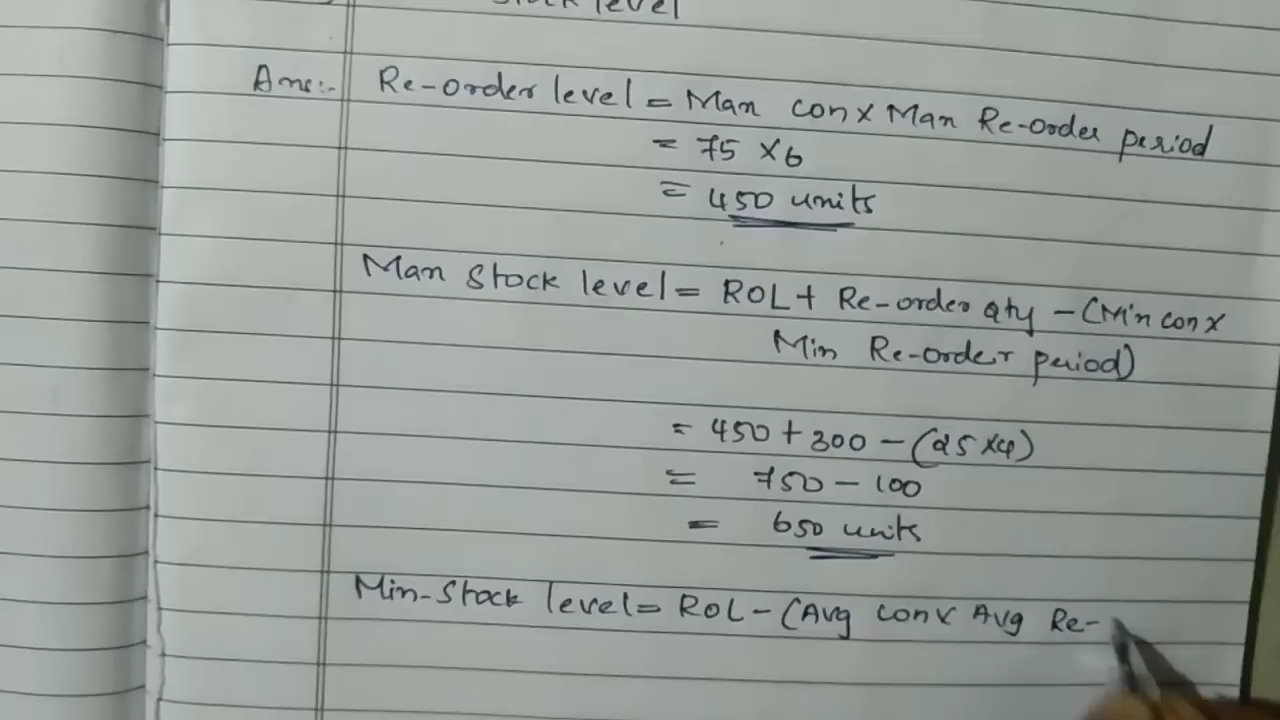 stock level
Ans:- Re-order level = Max con x Max Re-order period
= 75 x 6
= 450 units
Max Stock level = ROL + Re-order qty - (Min con x
Min Re-order period)
= 450 + 300 - (25 x 4)
= 750 - 100
= 650 units
Min-Stock level = ROL - (Avg con x Avg Re-